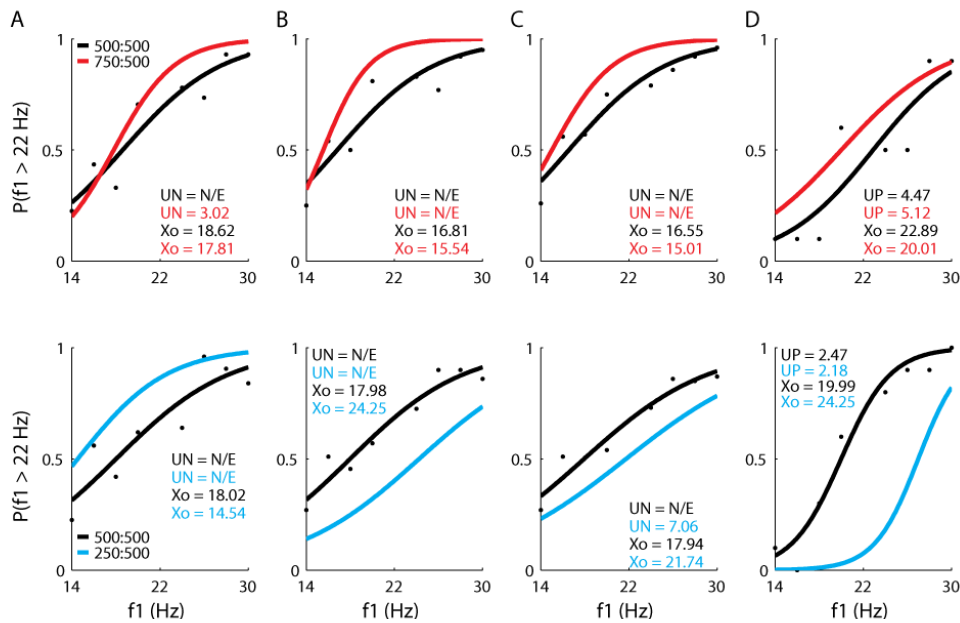 A
B
C
D
P(f1 > 22 Hz)
1
0.5
0
14
22
30
500:500
750:500
UN = N/E
UN = 3.02
Xo = 18.62
Xo = 17.81
1
0.5
0
14
22
30
UN = N/E
UN = N/E
Xo = 16.81
Xo = 15.54
1
0.5
0
14
22
30
UN = N/E
UN = N/E
Xo = 16.55
Xo = 15.01
1
0.5
0
14
22
30
UP = 4.47
UP = 5.12
Xo = 22.89
Xo = 20.01
P(f1 > 22 Hz)
1
0.5
0
14
22
30
f1 (Hz)
UN = N/E
UN = N/E
Xo = 18.02
Xo = 14.54
500:500
250:500
1
0.5
0
14
22
30
f1 (Hz)
UN = N/E
UN = N/E
Xo = 17.98
Xo = 24.25
1
0.5
0
14
22
30
f1 (Hz)
UN = N/E
UN = 7.06
Xo = 17.94
Xo = 21.74
1
0.5
0
14
22
30
f1 (Hz)
UP = 2.47
UP = 2.18
Xo = 19.99
Xo = 24.25